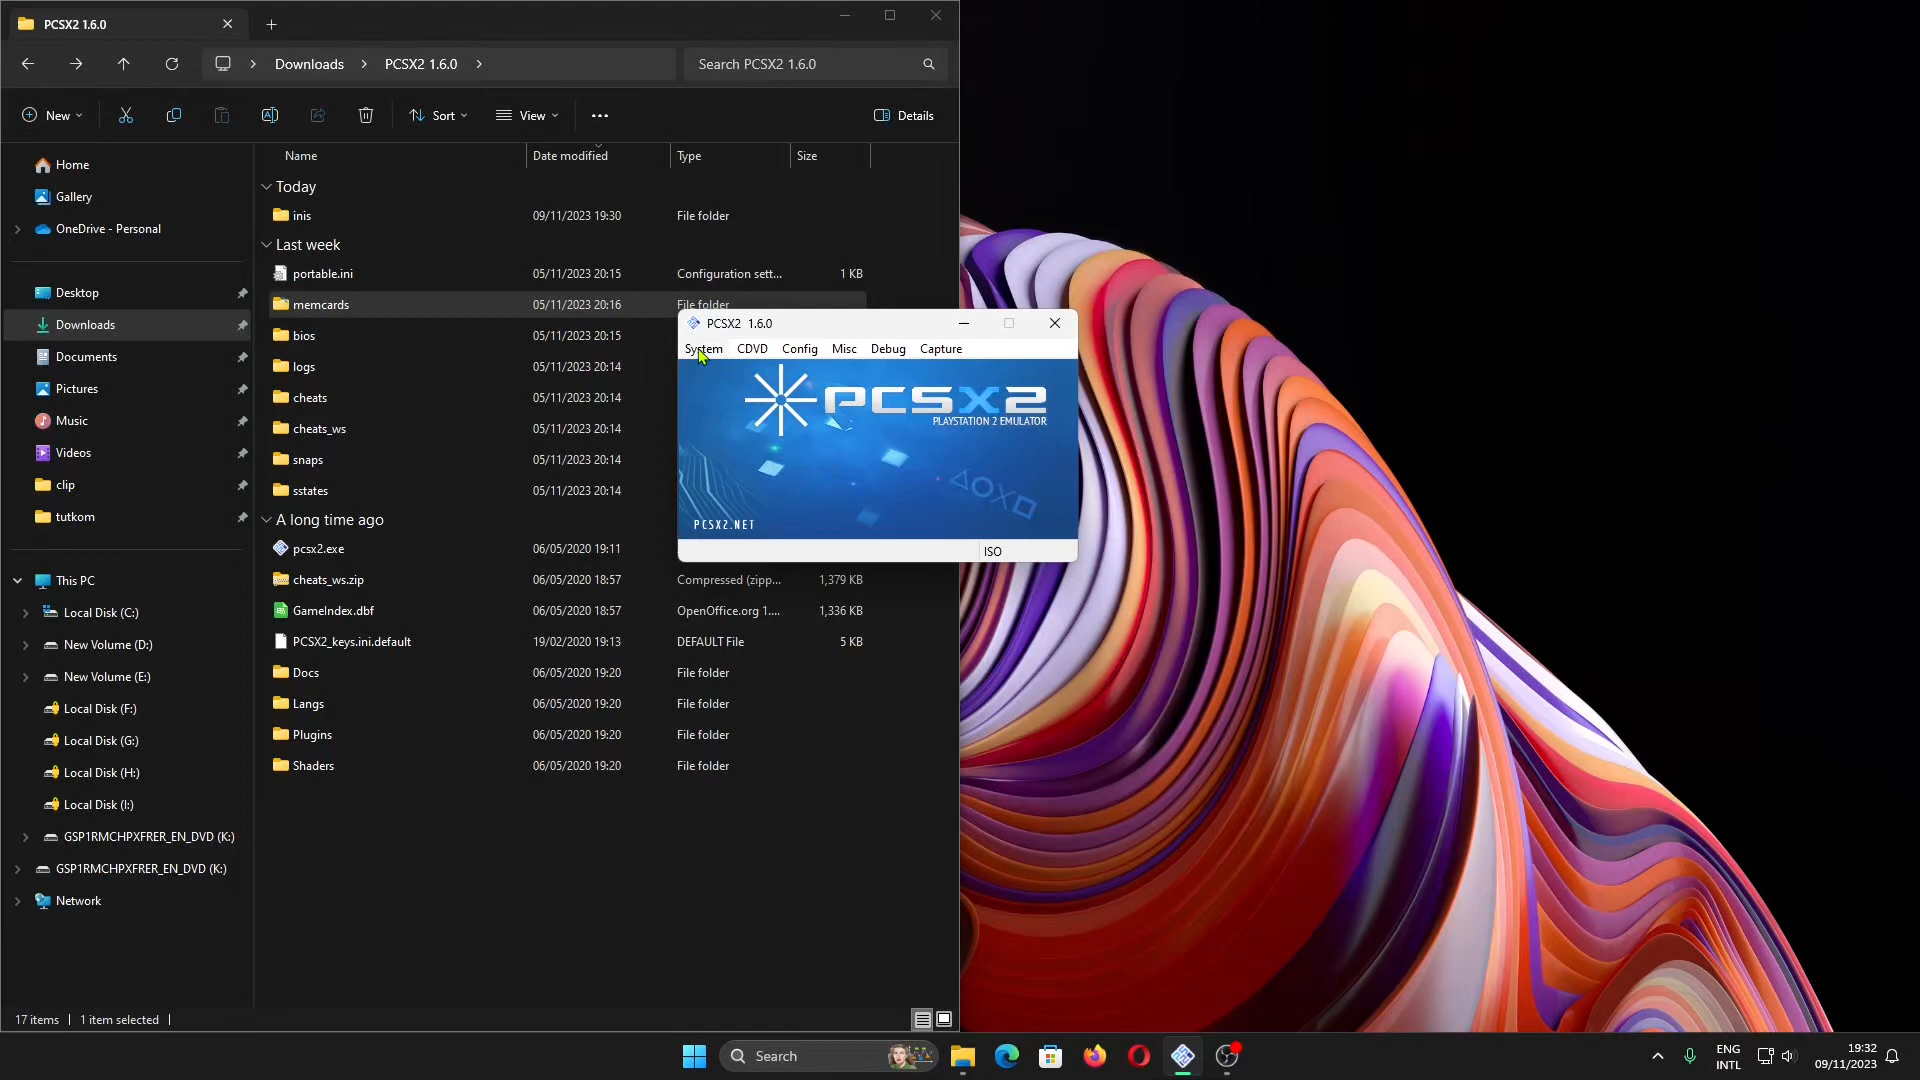 PCSX2 1.6.0
Downloads
PCSX2 1.6.0
Search PCSX2 1.6.0
New
Sort
View
Details
Name
Date modified
Type
Size
Home
Gallery
OneDrive - Personal
Desktop
Downloads
Documents
Pictures
Music
Videos
clip
tutkom
This PC
Local Disk (C:)
New Volume (D:)
New Volume (E:)
Local Disk (F:)
Local Disk (G:)
Local Disk (H:)
Local Disk (I:)
GSP1RMCHPXFRER_EN_DVD (K:)
GSP1RMCHPXFRER_EN_DVD (K:)
Network
Today
inis 09/11/2023 19:30 File folder
Last week
portable.ini 05/11/2023 20:15 Configuration sett... 1 KB
memcards 05/11/2023 20:16 File folder
bios 05/11/2023 20:15
logs 05/11/2023 20:14
cheats 05/11/2023 20:14
cheats_ws 05/11/2023 20:14
snaps 05/11/2023 20:14
sstates 05/11/2023 20:14
A long time ago
pcsx2.exe 06/05/2020 19:11
cheats_ws.zip 06/05/2020 18:57 Compressed (zipp... 1,379 KB
GameIndex.dbf 06/05/2020 18:57 OpenOffice.org 1.... 1,336 KB
PCSX2_keys.ini.default 19/02/2020 19:13 DEFAULT File 5 KB
Docs 06/05/2020 19:20 File folder
Langs 06/05/2020 19:20 File folder
Plugins 06/05/2020 19:20 File folder
Shaders 06/05/2020 19:20 File folder
17 items
1 item selected
PCSX2 1.6.0
System CDVD Config Misc Debug Capture
PCSX2
PLAYSTATION 2 EMULATOR
PCSX2.NET
ISO
Search
ENG
INTL
19:32
09/11/2023